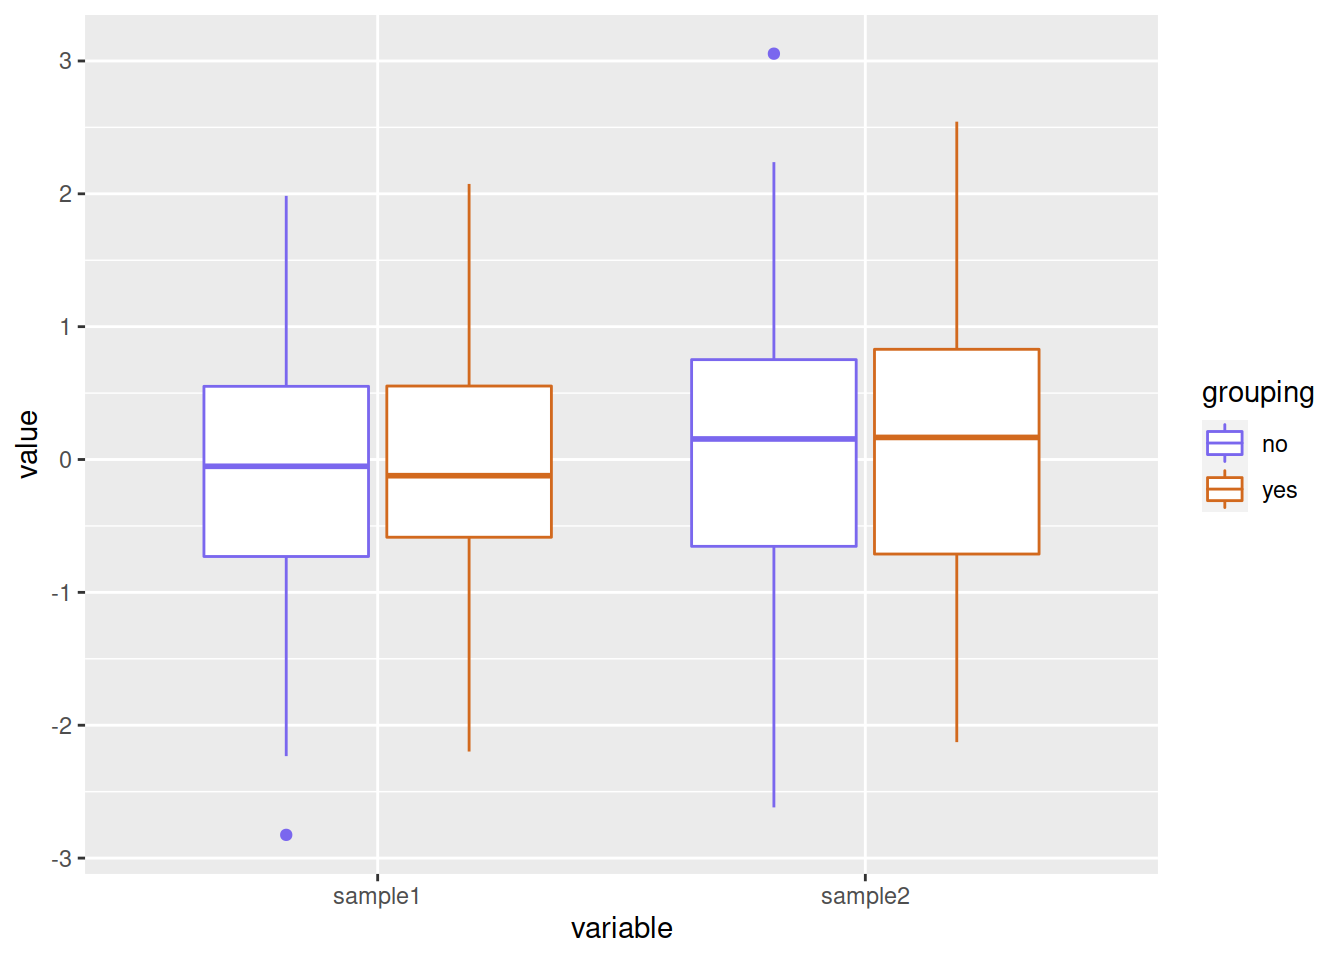 value
3
2
1
0
-1
-2
-3
sample1
sample2
variable
grouping
no
yes